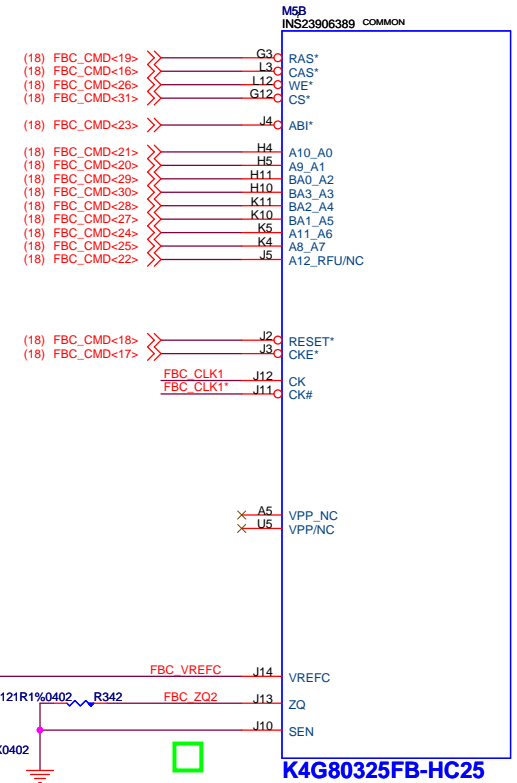 M5B
INS23906389 COMMON
(18) FBC_CMD<19> G3 RAS*
(18) FBC_CMD<16> L3 CAS*
(18) FBC_CMD<26> L12 WE*
(18) FBC_CMD<31> G12 CS*
(18) FBC_CMD<23> J4 ABI*
(18) FBC_CMD<21> H4 A10_A0
(18) FBC_CMD<20> H5 A9_A1
(18) FBC_CMD<29> H11 BA0_A2
(18) FBC_CMD<30> H10 BA3_A3
(18) FBC_CMD<28> K11 BA2_A4
(18) FBC_CMD<27> K10 BA1_A5
(18) FBC_CMD<24> K5 A11_A6
(18) FBC_CMD<25> K4 A8_A7
(18) FBC_CMD<22> J5 A12_RFU/NC
(18) FBC_CMD<18> J2 RESET*
(18) FBC_CMD<17> J3 CKE*
FBC_CLK1 J12 CK
FBC_CLK1* J11 CK#
A5 VPP_NC
U5 VPP/NC
FBC_VREFC J14 VREFC
121R1%0402 R342 FBC_ZQ2 J13 ZQ
J10 SEN
0402
K4G80325FB-HC25